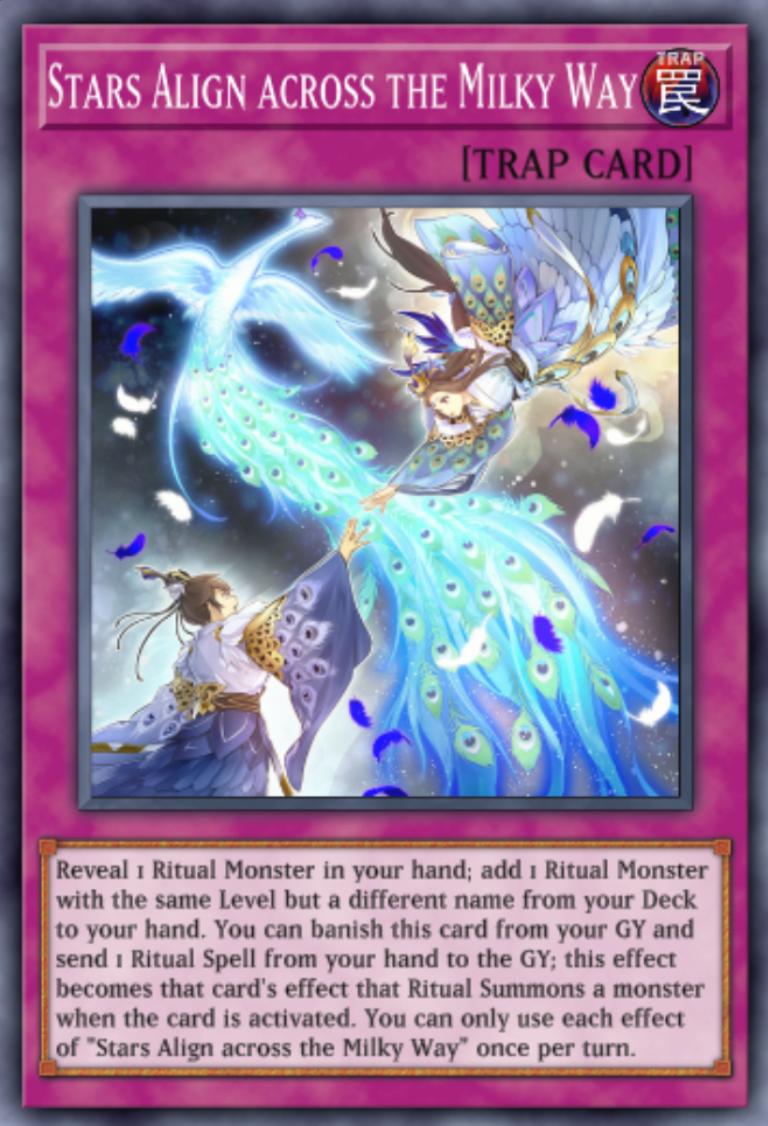 STARS ALIGN ACROSS THE MILKY WAY
TRAP
罠
[TRAP CARD]
Reveal 1 Ritual Monster in your hand; add 1 Ritual Monster
with the same Level but a different name from your Deck
to your hand. You can banish this card from your GY and
send 1 Ritual Spell from your hand to the GY; this effect
becomes that card's effect that Ritual Summons a monster
when the card is activated. You can only use each effect
of "Stars Align across the Milky Way" once per turn.